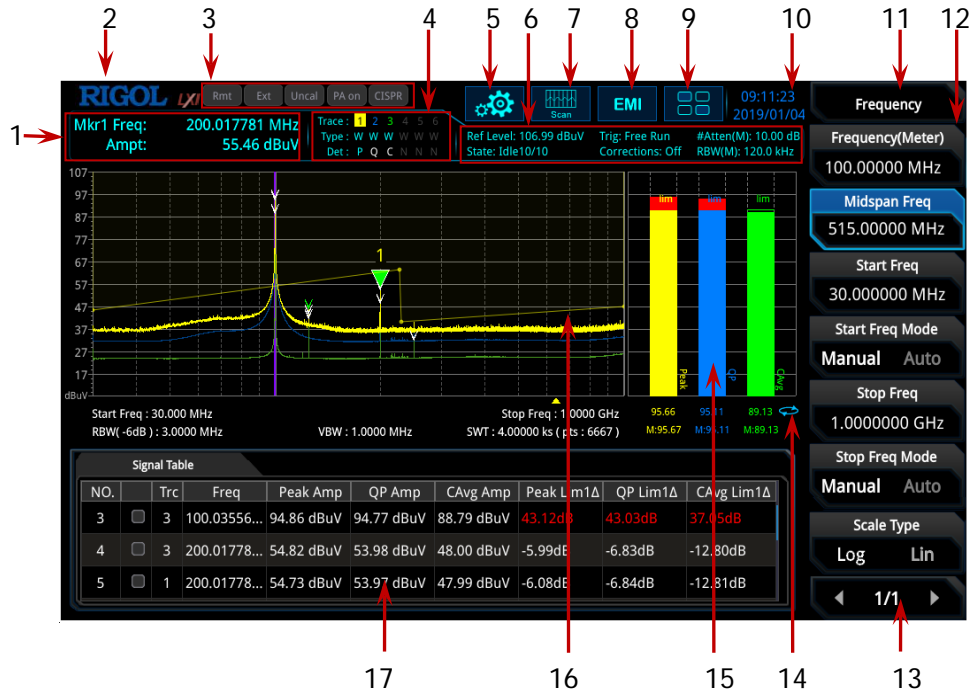 2 3 4 5 6 7 8 9 10 11 12
RIGOL LXI Rmt Ext Uncal PA on CISPR
Scan
EMI
09:11:23
2019/01/04
Frequency
1
Mkr1 Freq: 200.017781 MHz
Ampt: 55.46 dBuV
Trace : 1 2 3 4 5 6
Type : W W W W W W
Det : P Q C N N N
Ref Level: 106.99 dBuV Trig: Free Run #Atten(M): 10.00 dB
State: Idle10/10 Corrections: Off RBW(M): 120.0 kHz
Frequency(Meter)
100.00000 MHz
Midspan Freq
515.00000 MHz
Start Freq
30.000000 MHz
Start Freq Mode
Manual Auto
Stop Freq
1.0000000 GHz
Stop Freq Mode
Manual Auto
Scale Type
Log Lin
1/1
107
97
87
77
67
57
47
37
27
17
dBuV
1
lim lim lim
Peak QP CAvg
95.66 95.11 89.13
M:95.67 M:95.11 M:89.13
Start Freq : 30.000 MHz Stop Freq : 1.0000 GHz
RBW( -6dB ) : 3.0000 MHz VBW : 1.0000 MHz SWT : 4.00000 ks ( pts : 6667 )
Signal Table
NO. Trc Freq Peak Amp QP Amp CAvg Amp Peak Lim1Δ QP Lim1Δ CAvg Lim1Δ
3 3 100.03556... 94.86 dBuV 94.77 dBuV 88.79 dBuV 43.12dB 43.03dB 37.05dB
4 3 200.01778... 54.82 dBuV 53.98 dBuV 48.00 dBuV -5.99dB -6.83dB -12.80dB
5 1 200.01778... 54.73 dBuV 53.97 dBuV 47.99 dBuV -6.08dB -6.84dB -12.81dB
17 16 15 14 13